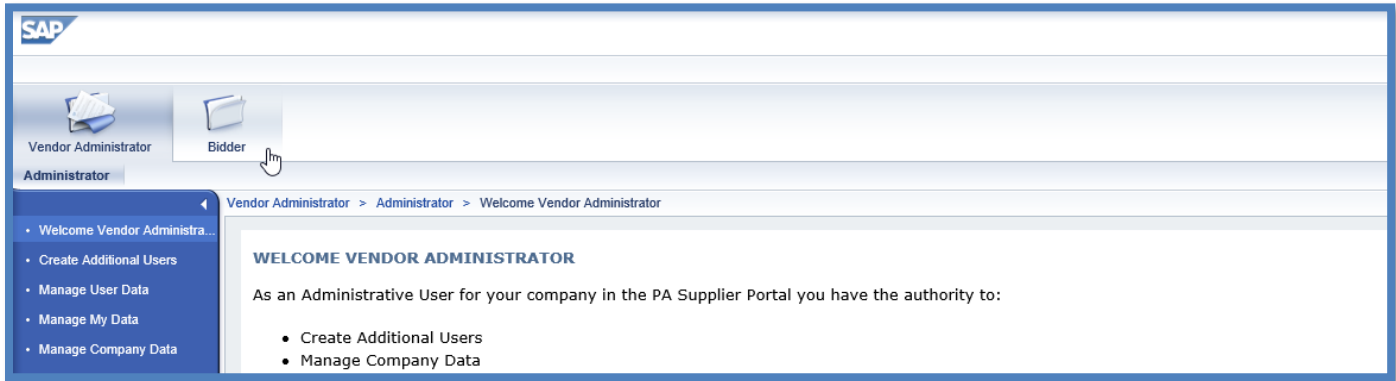 SAP
Vendor Administrator
Bidder
Administrator
Vendor Administrator > Administrator > Welcome Vendor Administrator
• Welcome Vendor Administra...
• Create Additional Users
• Manage User Data
• Manage My Data
• Manage Company Data
WELCOME VENDOR ADMINISTRATOR
As an Administrative User for your company in the PA Supplier Portal you have the authority to:
• Create Additional Users
• Manage Company Data